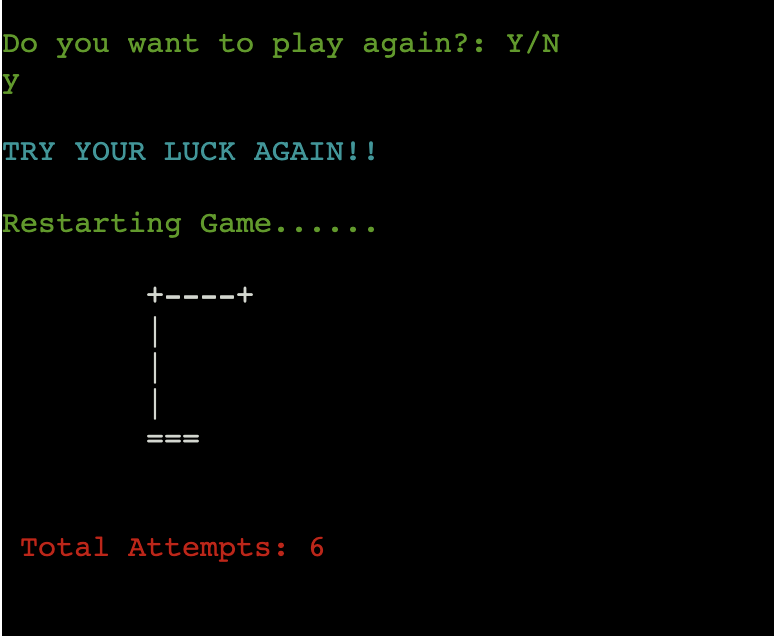 Do you want to play again?: Y/N
y
TRY YOUR LUCK AGAIN!!
Restarting Game......
+----+
|
|
|
===
Total Attempts: 6